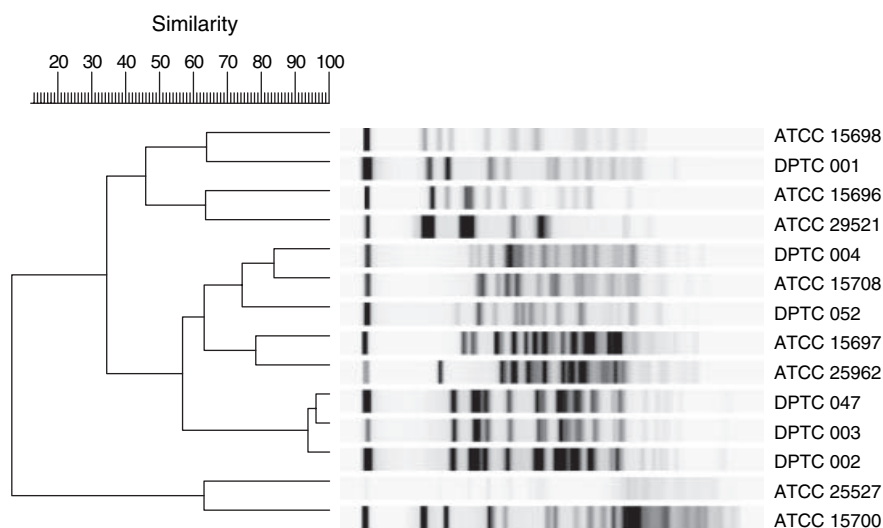 Similarity
20 30 40 50 60 70 80 90 100
ATCC 15698
DPTC 001
ATCC 15696
ATCC 29521
DPTC 004
ATCC 15708
DPTC 052
ATCC 15697
ATCC 25962
DPTC 047
DPTC 003
DPTC 002
ATCC 25527
ATCC 15700